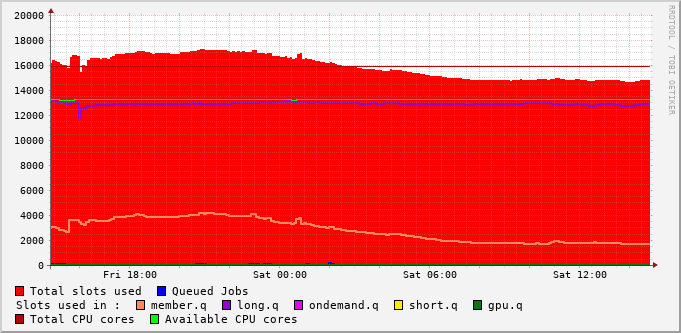 20000
18000
16000
14000
12000
10000
8000
6000
4000
2000
0
Fri 18:00 Sat 00:00 Sat 06:00 Sat 12:00
Total slots used Queued Jobs
Slots used in : member.q long.q ondemand.q short.q gpu.q
Total CPU cores Available CPU cores
RRDTOOL / TOBI OETIKER